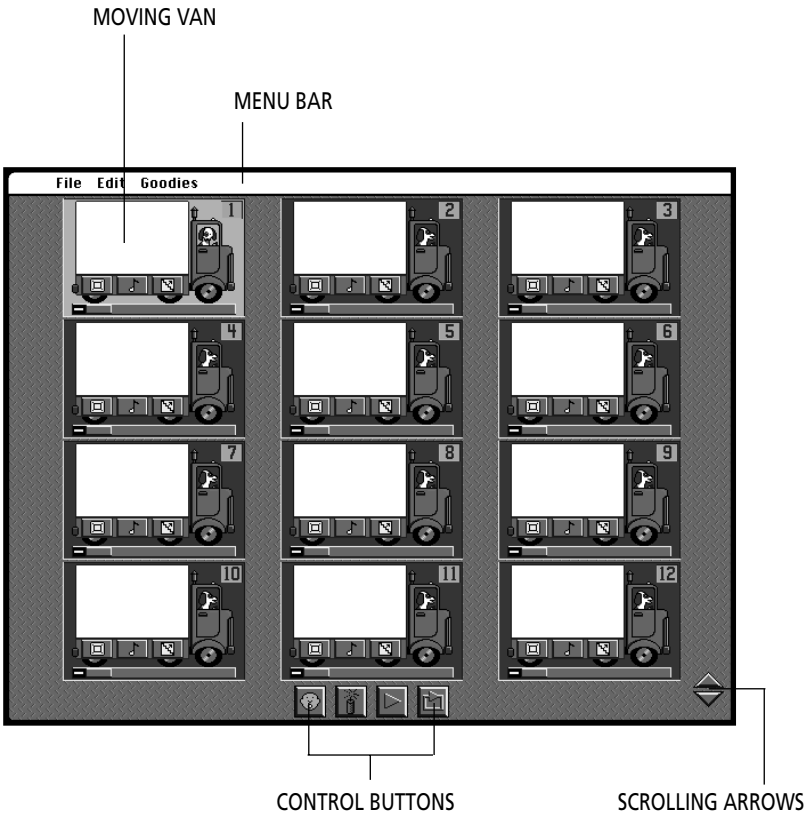 MOVING VAN
MENU BAR
File Edit Goodies
1 2 3
4 5 6
7 8 9
10 11 12
CONTROL BUTTONS SCROLLING ARROWS